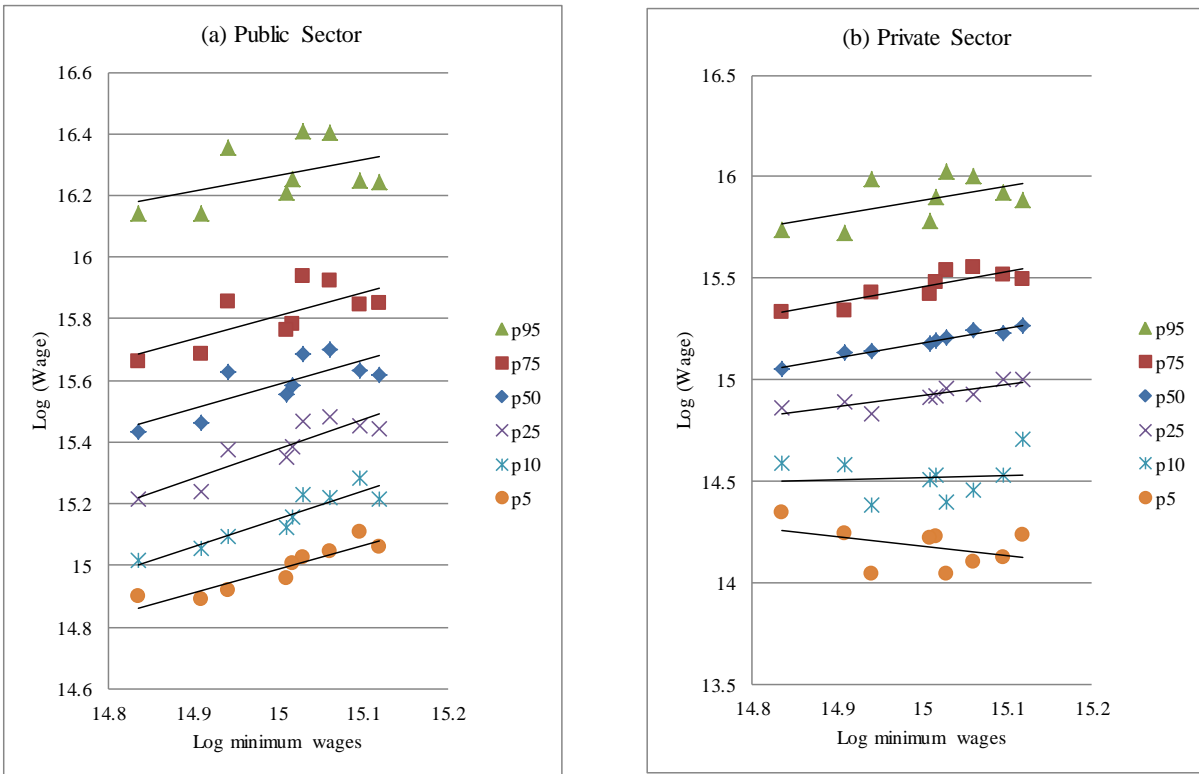 (a) Public Sector
16.6
16.4
16.2
16
15.8
15.6
15.4
15.2
15
14.8
14.6
Log (Wage)
14.8 14.9 15 15.1 15.2
Log minimum wages
p95
p75
p50
p25
p10
p5
(b) Private Sector
16.5
16
15.5
15
14.5
14
13.5
Log (Wage)
14.8 14.9 15 15.1 15.2
Log minimum wages
p95
p75
p50
p25
p10
p5